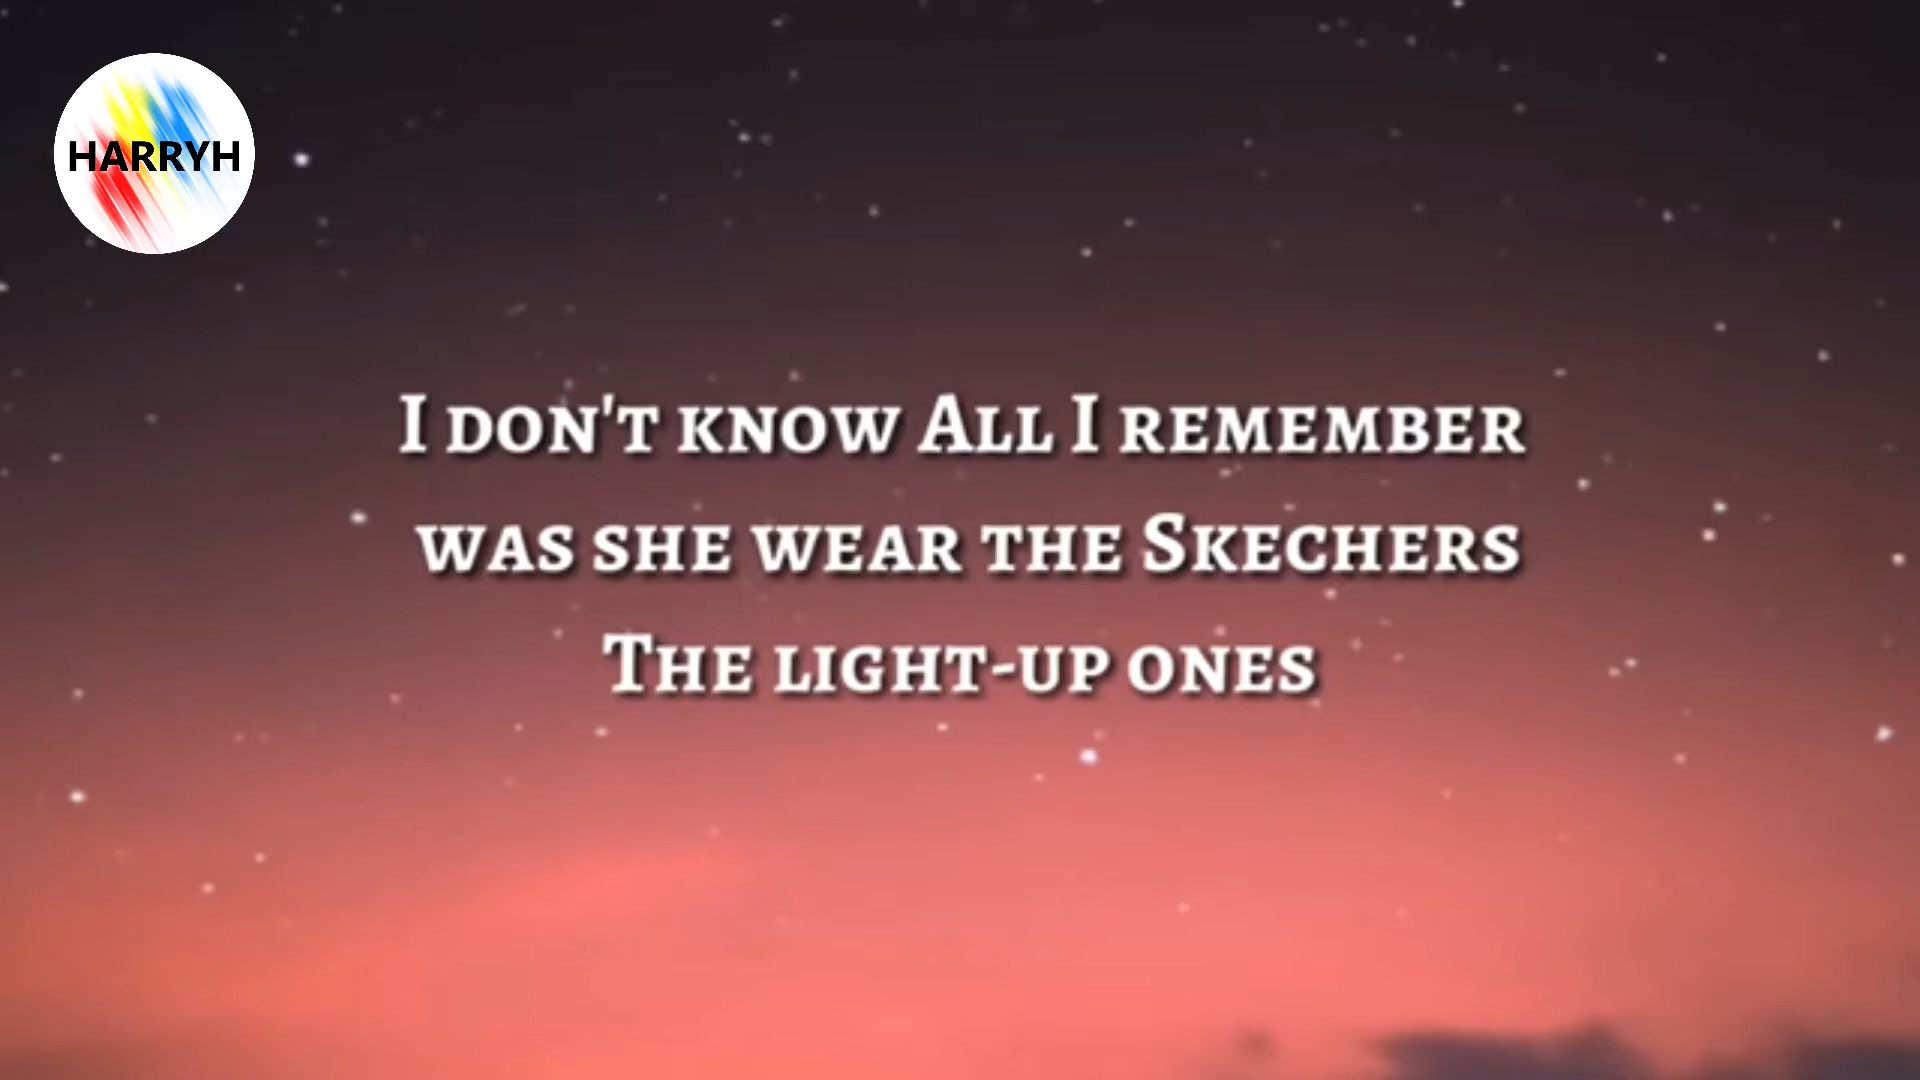 HARRYH
I don't know All I remember
was she wear the Skechers
The light-up ones